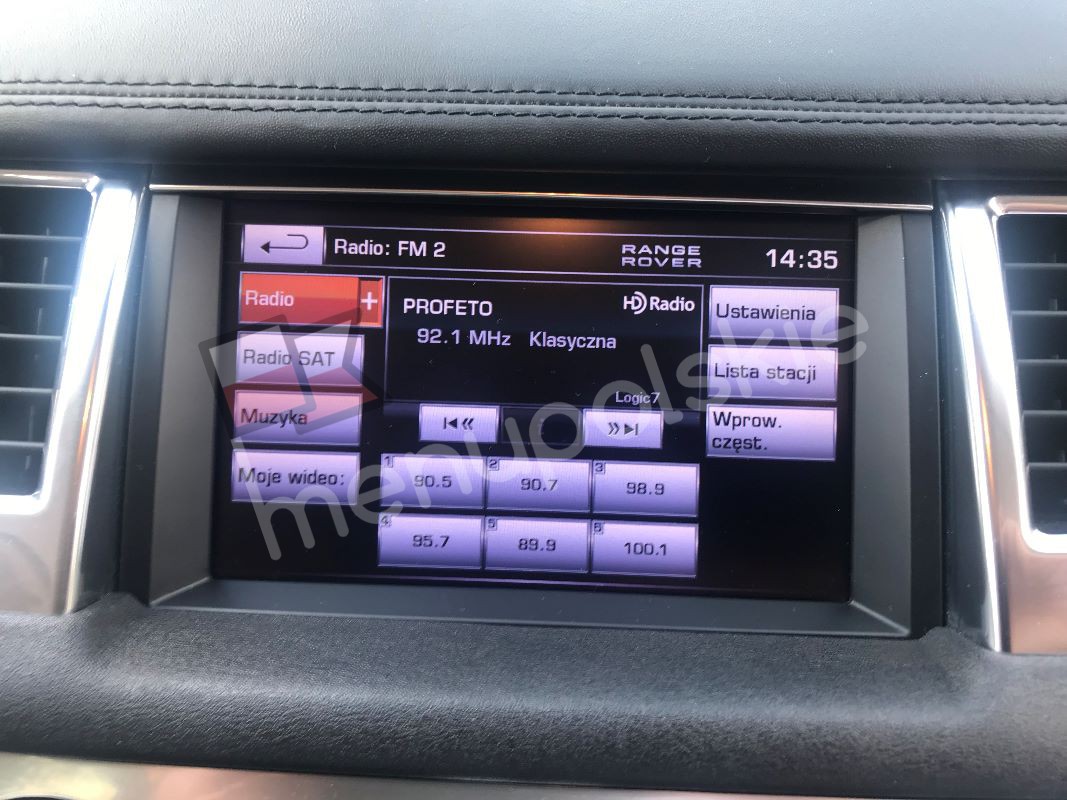 Radio: FM 2
RANGE
ROVER
14:35
Radio +
PROFETO
HD Radio
Ustawienia
92.1 MHz Klasyczna
Radio SAT
Lista stacji
Logic7
Muzyka
Wprow.
częst.
Moje wideo:
1 90.5
2 90.7
3 98.9
4 95.7
5 89.9
6 100.1
menupolskie